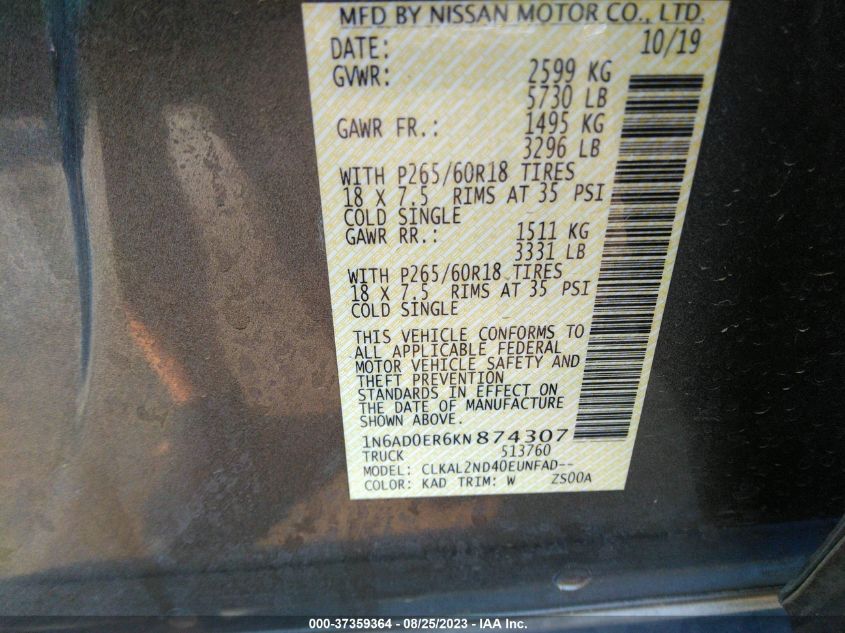 MFD BY NISSAN MOTOR CO., LTD.
DATE: 10/19
GVWR: 2599 KG
5730 LB
GAWR FR.: 1495 KG
3296 LB
WITH P265/60R18 TIRES
18 X 7.5 RIMS AT 35 PSI
COLD SINGLE
GAWR RR.: 1511 KG
3331 LB
WITH P265/60R18 TIRES
18 X 7.5 RIMS AT 35 PSI
COLD SINGLE
THIS VEHICLE CONFORMS TO
ALL APPLICABLE FEDERAL
MOTOR VEHICLE SAFETY AND
THEFT PREVENTION
STANDARDS IN EFFECT ON
THE DATE OF MANUFACTURE
SHOWN ABOVE.
1N6AD0ER6KN874307
TRUCK 513760
MODEL: CLKAL2ND40EUNFAD--
COLOR: KAD TRIM: W ZS00A
000-37359364 - 08/25/2023 - IAA Inc.